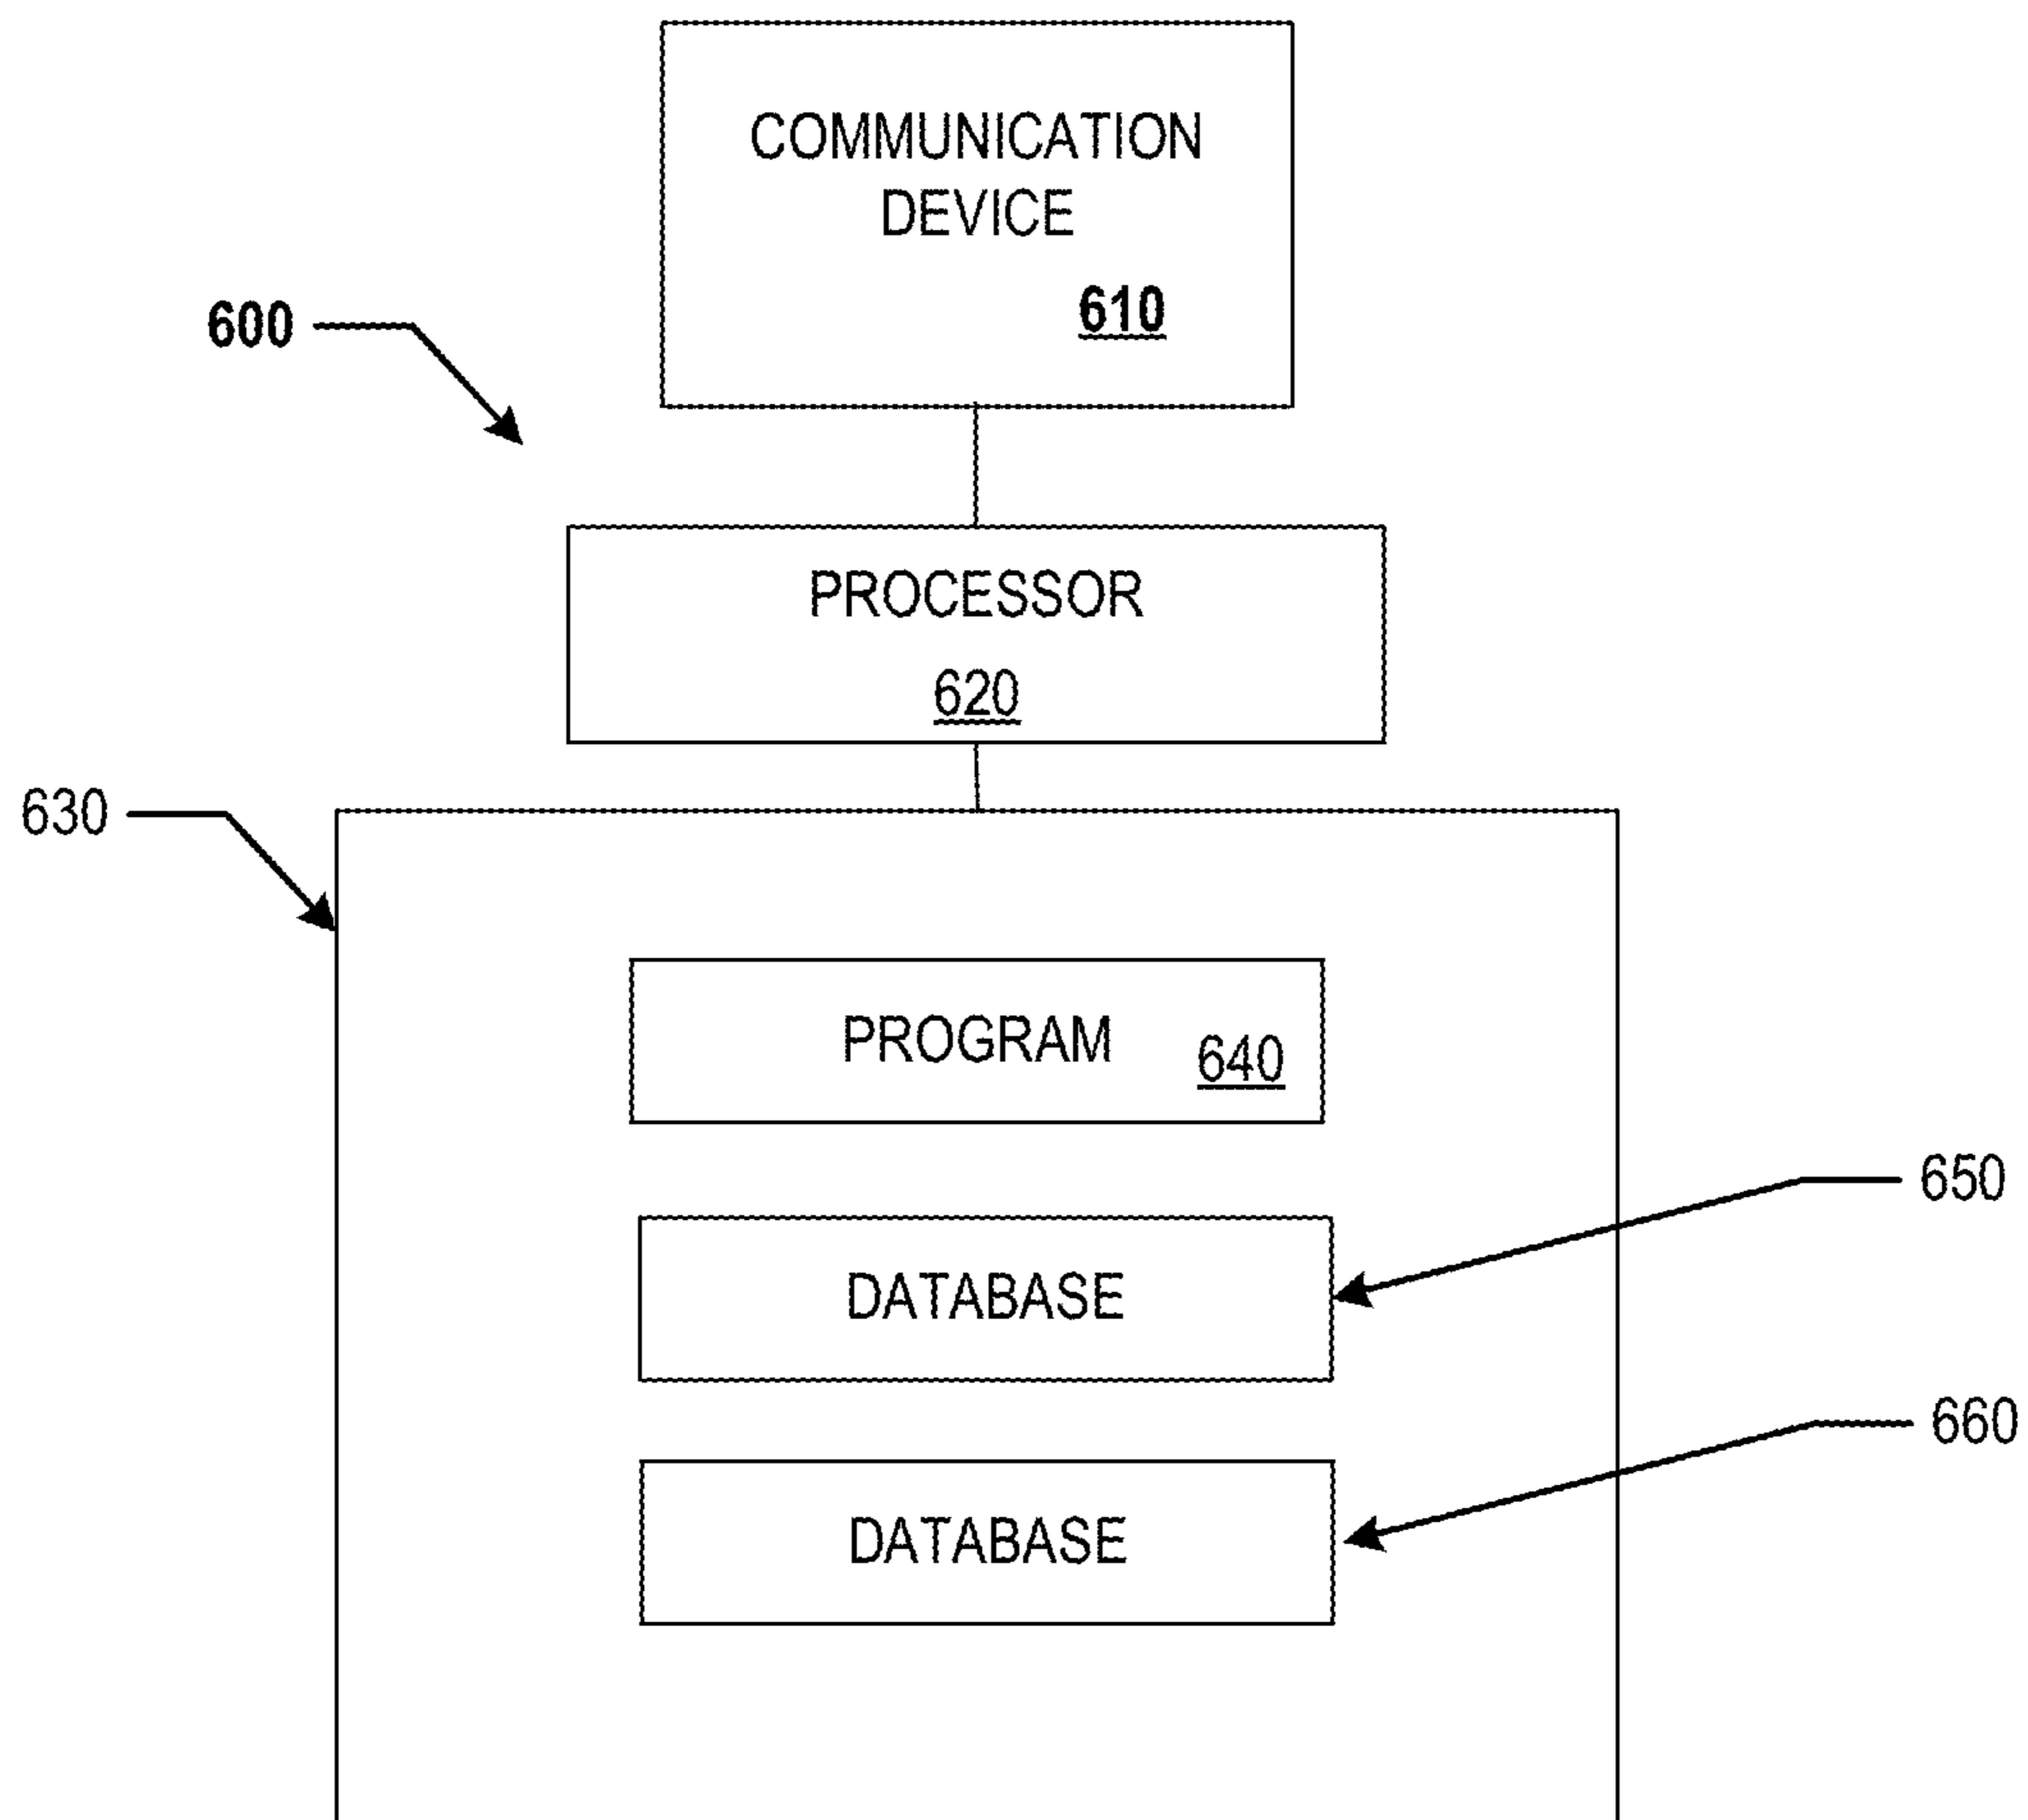 COMMUNICATION
DEVICE
610
600
PROCESSOR
620
630
PROGRAM 640
650
DATABASE
660
DATABASE